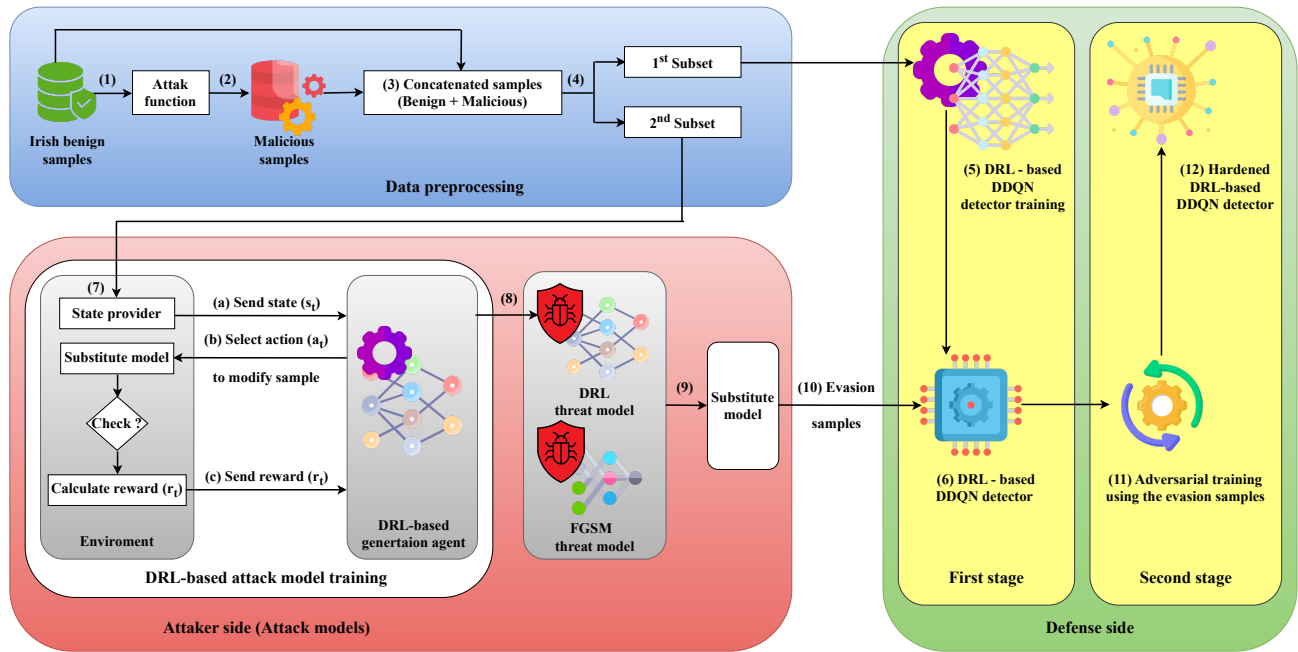 (1)
Attak
function
(2)
(3) Concatenated samples
(Benign + Malicious)
(4)
1st Subset
2nd Subset
Irish benign
samples
Malicious
samples
Data preprocessing
(7)
State provider
(a) Send state (st)
(b) Select action (at)
to modify sample
Substitute model
Check ?
Calculate reward (rt)
(c) Send reward (rt)
Enviroment
DRL-based
genertaion agent
DRL-based attack model training
(8)
DRL
threat model
FGSM
threat model
(9)
Substitute
model
(10) Evasion
samples
Attaker side (Attack models)
(5) DRL - based
DDQN
detector training
(6) DRL - based
DDQN detector
First stage
(12) Hardened
DRL-based
DDQN detector
(11) Adversarial training
using the evasion samples
Second stage
Defense side